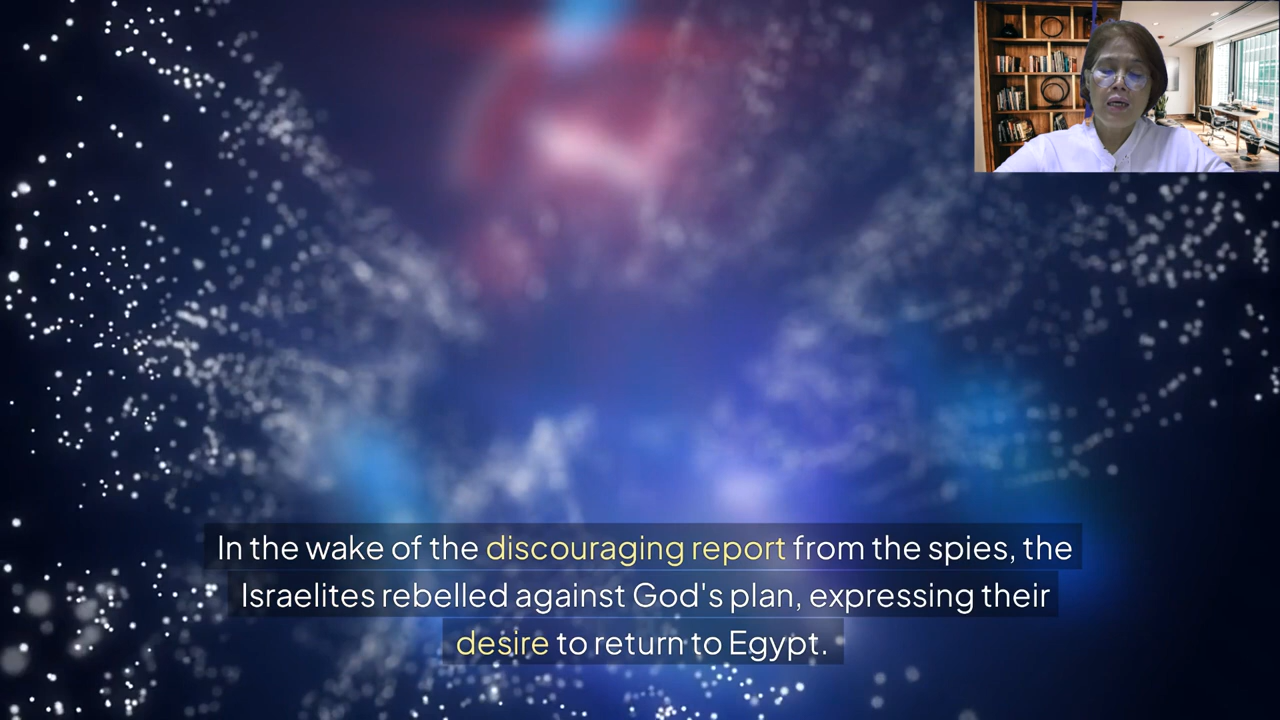 In the wake of the discouraging report from the spies, the
Israelites rebelled against God's plan, expressing their
desire to return to Egypt.